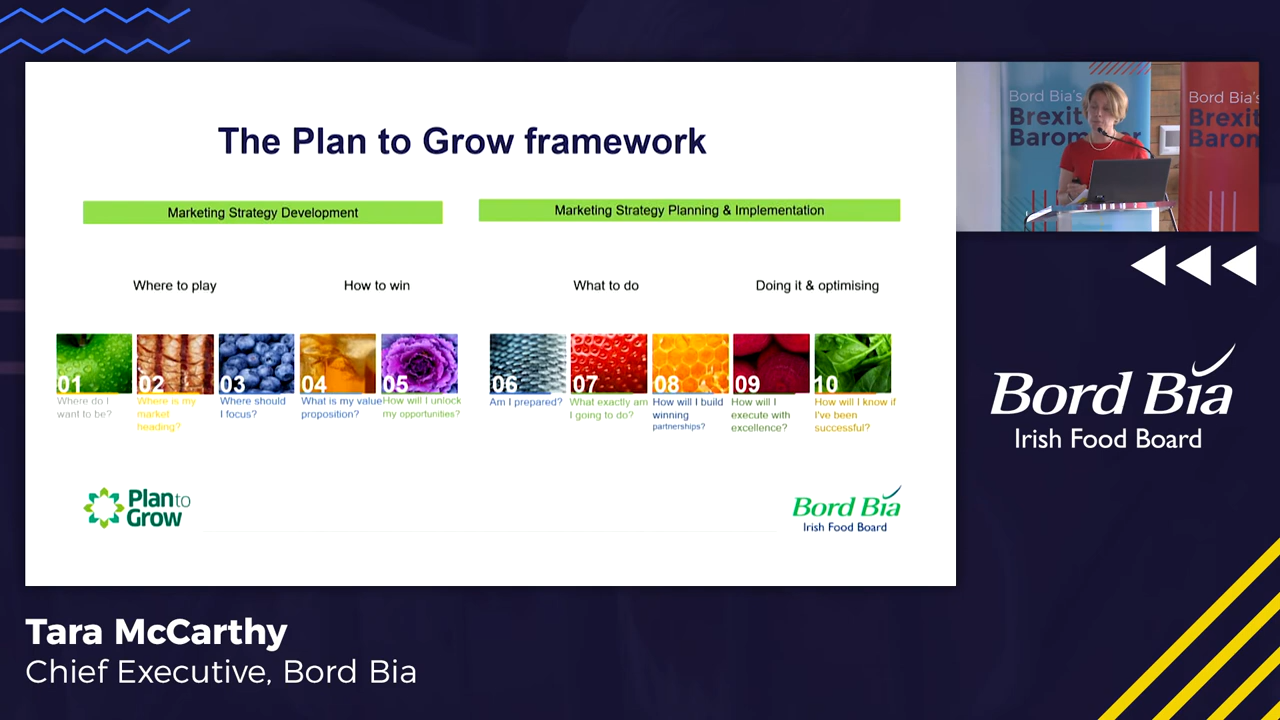 The Plan to Grow framework
Marketing Strategy Development
Marketing Strategy Planning & Implementation
Where to play
How to win
What to do
Doing it & optimising
01
Where do I
want to be?
02
Where is my
market
heading?
03
Where should
I focus?
04
What is my value
proposition?
05
How will I unlock
my opportunities?
06
Am I prepared?
07
What exactly am
I going to do?
08
How will I build
winning
partnerships?
09
How will I
execute with
excellence?
10
How will I know if
I've been
successful?
Plan to
Grow
Bord Bia
Irish Food Board
Bord Bia's
Brexit
Bord Bia's
Brexit
Bord Bia
Irish Food Board
Tara McCarthy
Chief Executive, Bord Bia